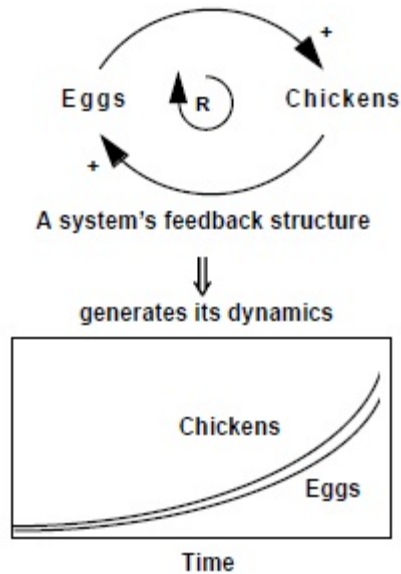 +
Eggs R Chickens
+
A system's feedback structure
generates its dynamics
Chickens
Eggs
Time